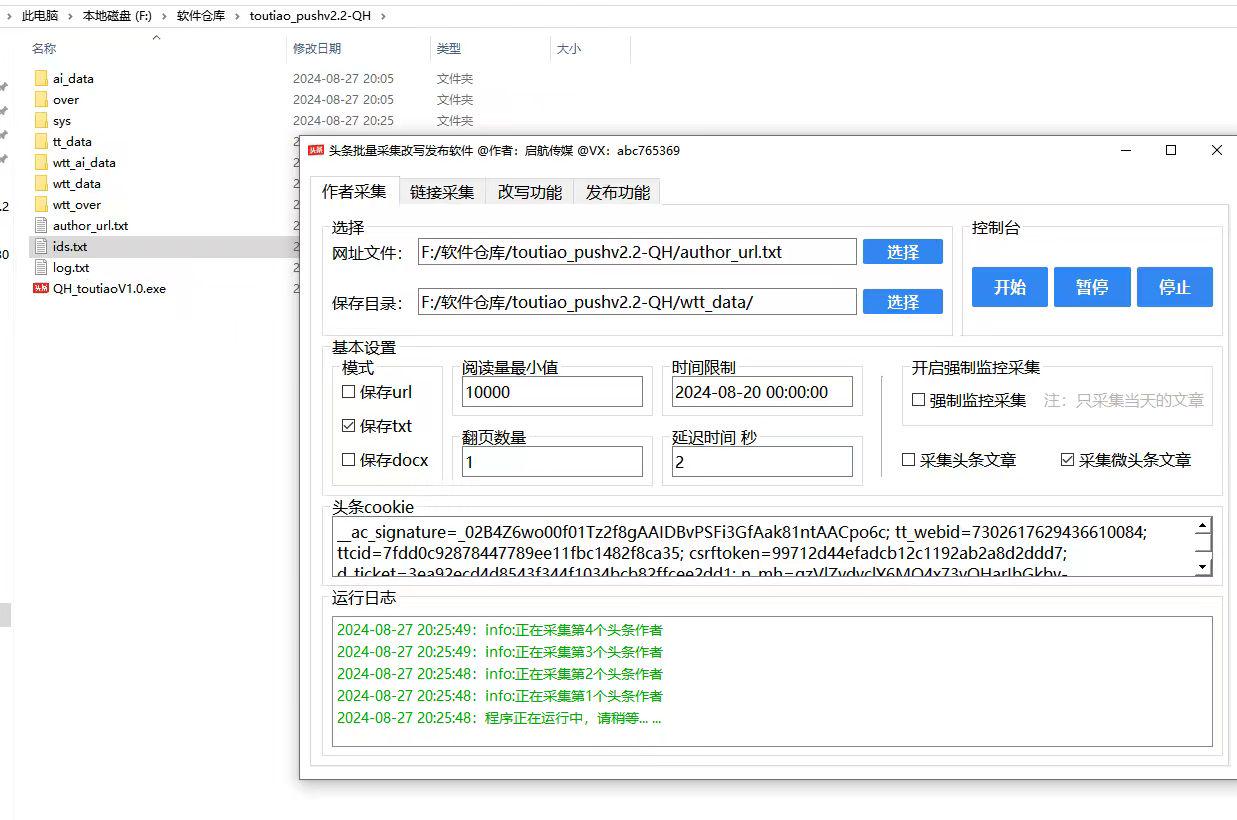 此电脑 › 本地磁盘 (F:) › 软件仓库 › toutiao_pushv2.2-QH ›
名称 修改日期 类型 大小
ai_data 2024-08-27 20:05 文件夹
over 2024-08-27 20:05 文件夹
sys 2024-08-27 20:25 文件夹
tt_data
wtt_ai_data
wtt_data
wtt_over
author_url.txt
ids.txt
log.txt
QH_toutiaoV1.0.exe
头条批量采集改写发布软件 @作者：启航传媒 @VX：abc765369
作者采集 链接采集 改写功能 发布功能
选择
网址文件： F:/软件仓库/toutiao_pushv2.2-QH/author_url.txt 选择
保存目录： F:/软件仓库/toutiao_pushv2.2-QH/wtt_data/ 选择
控制台
开始 暂停 停止
基本设置
模式
保存url
保存txt
保存docx
阅读量最小值
10000
翻页数量
1
时间限制
2024-08-20 00:00:00
延迟时间 秒
2
开启强制监控采集
强制监控采集 注：只采集当天的文章
采集头条文章 采集微头条文章
头条cookie
__ac_signature=_02B4Z6wo00f01Tz2f8gAAIDBvPSFi3GfAak81ntAACpo6c; tt_webid=7302617629436610084;
ttcid=7fdd0c92878447789ee11fbc1482f8ca35; csrftoken=99712d44efadcb12c1192ab2a8d2ddd7;
运行日志
2024-08-27 20:25:49：info:正在采集第4个头条作者
2024-08-27 20:25:49：info:正在采集第3个头条作者
2024-08-27 20:25:48：info:正在采集第2个头条作者
2024-08-27 20:25:48：info:正在采集第1个头条作者
2024-08-27 20:25:48：程序正在运行中，请稍等... ...